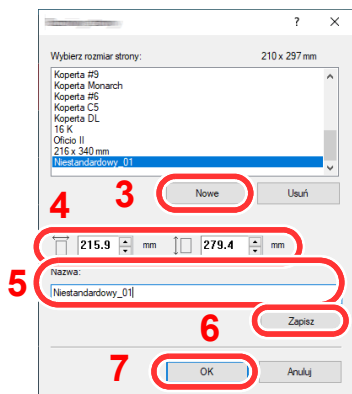 ? ×
Wybierz rozmiar strony: 210 x 297 mm
Koperta #9
Koperta Monarch
Koperta #6
Koperta C5
Koperta DL
16 K
Oficio II
216 x 340 mm
Niestandardowy_01
3 Nowe Usuń
4
215.9 mm 279.4 mm
5 Nazwa:
Niestandardowy_01
6 Zapisz
7 OK Anuluj